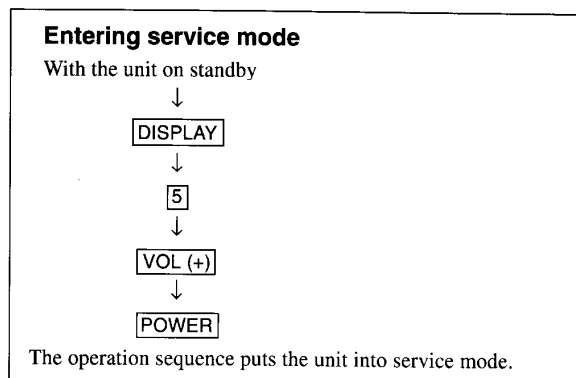 Entering service mode
With the unit on standby
↓
DISPLAY
↓
5
↓
VOL (+)
↓
POWER
The operation sequence puts the unit into service mode.